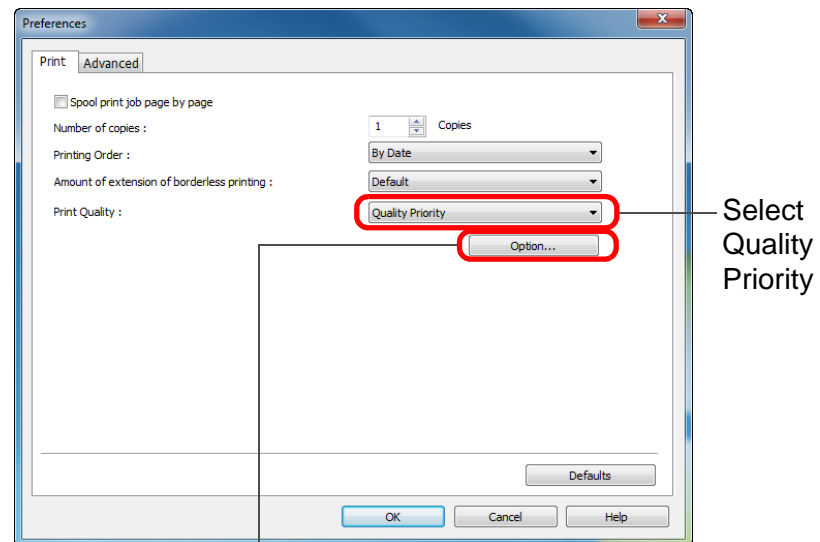 Preferences
Print Advanced
Spool print job page by page
Number of copies : 1 Copies
Printing Order : By Date
Amount of extension of borderless printing : Default
Print Quality : Quality Priority
Option...
Select
Quality
Priority
Defaults
OK Cancel Help